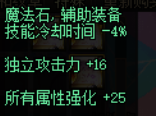 魔法石，辅助装备
技能冷却时间 -4%
独立攻击力 +16
所有属性强化 +25